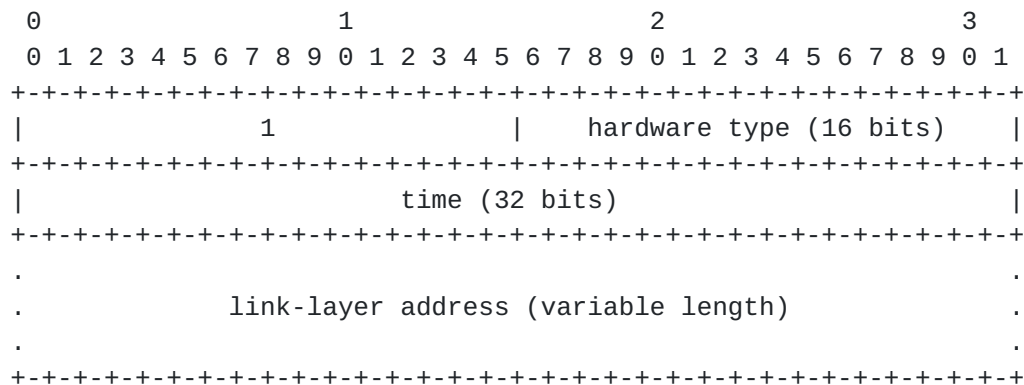 0                   1                   2                   3
 0 1 2 3 4 5 6 7 8 9 0 1 2 3 4 5 6 7 8 9 0 1 2 3 4 5 6 7 8 9 0 1
+-+-+-+-+-+-+-+-+-+-+-+-+-+-+-+-+-+-+-+-+-+-+-+-+-+-+-+-+-+-+-+-+
|               1               |    hardware type (16 bits)    |
+-+-+-+-+-+-+-+-+-+-+-+-+-+-+-+-+-+-+-+-+-+-+-+-+-+-+-+-+-+-+-+-+
|                        time (32 bits)                         |
+-+-+-+-+-+-+-+-+-+-+-+-+-+-+-+-+-+-+-+-+-+-+-+-+-+-+-+-+-+-+-+-+
.                                                               .
.             link-layer address (variable length)              .
.                                                               .
+-+-+-+-+-+-+-+-+-+-+-+-+-+-+-+-+-+-+-+-+-+-+-+-+-+-+-+-+-+-+-+-+